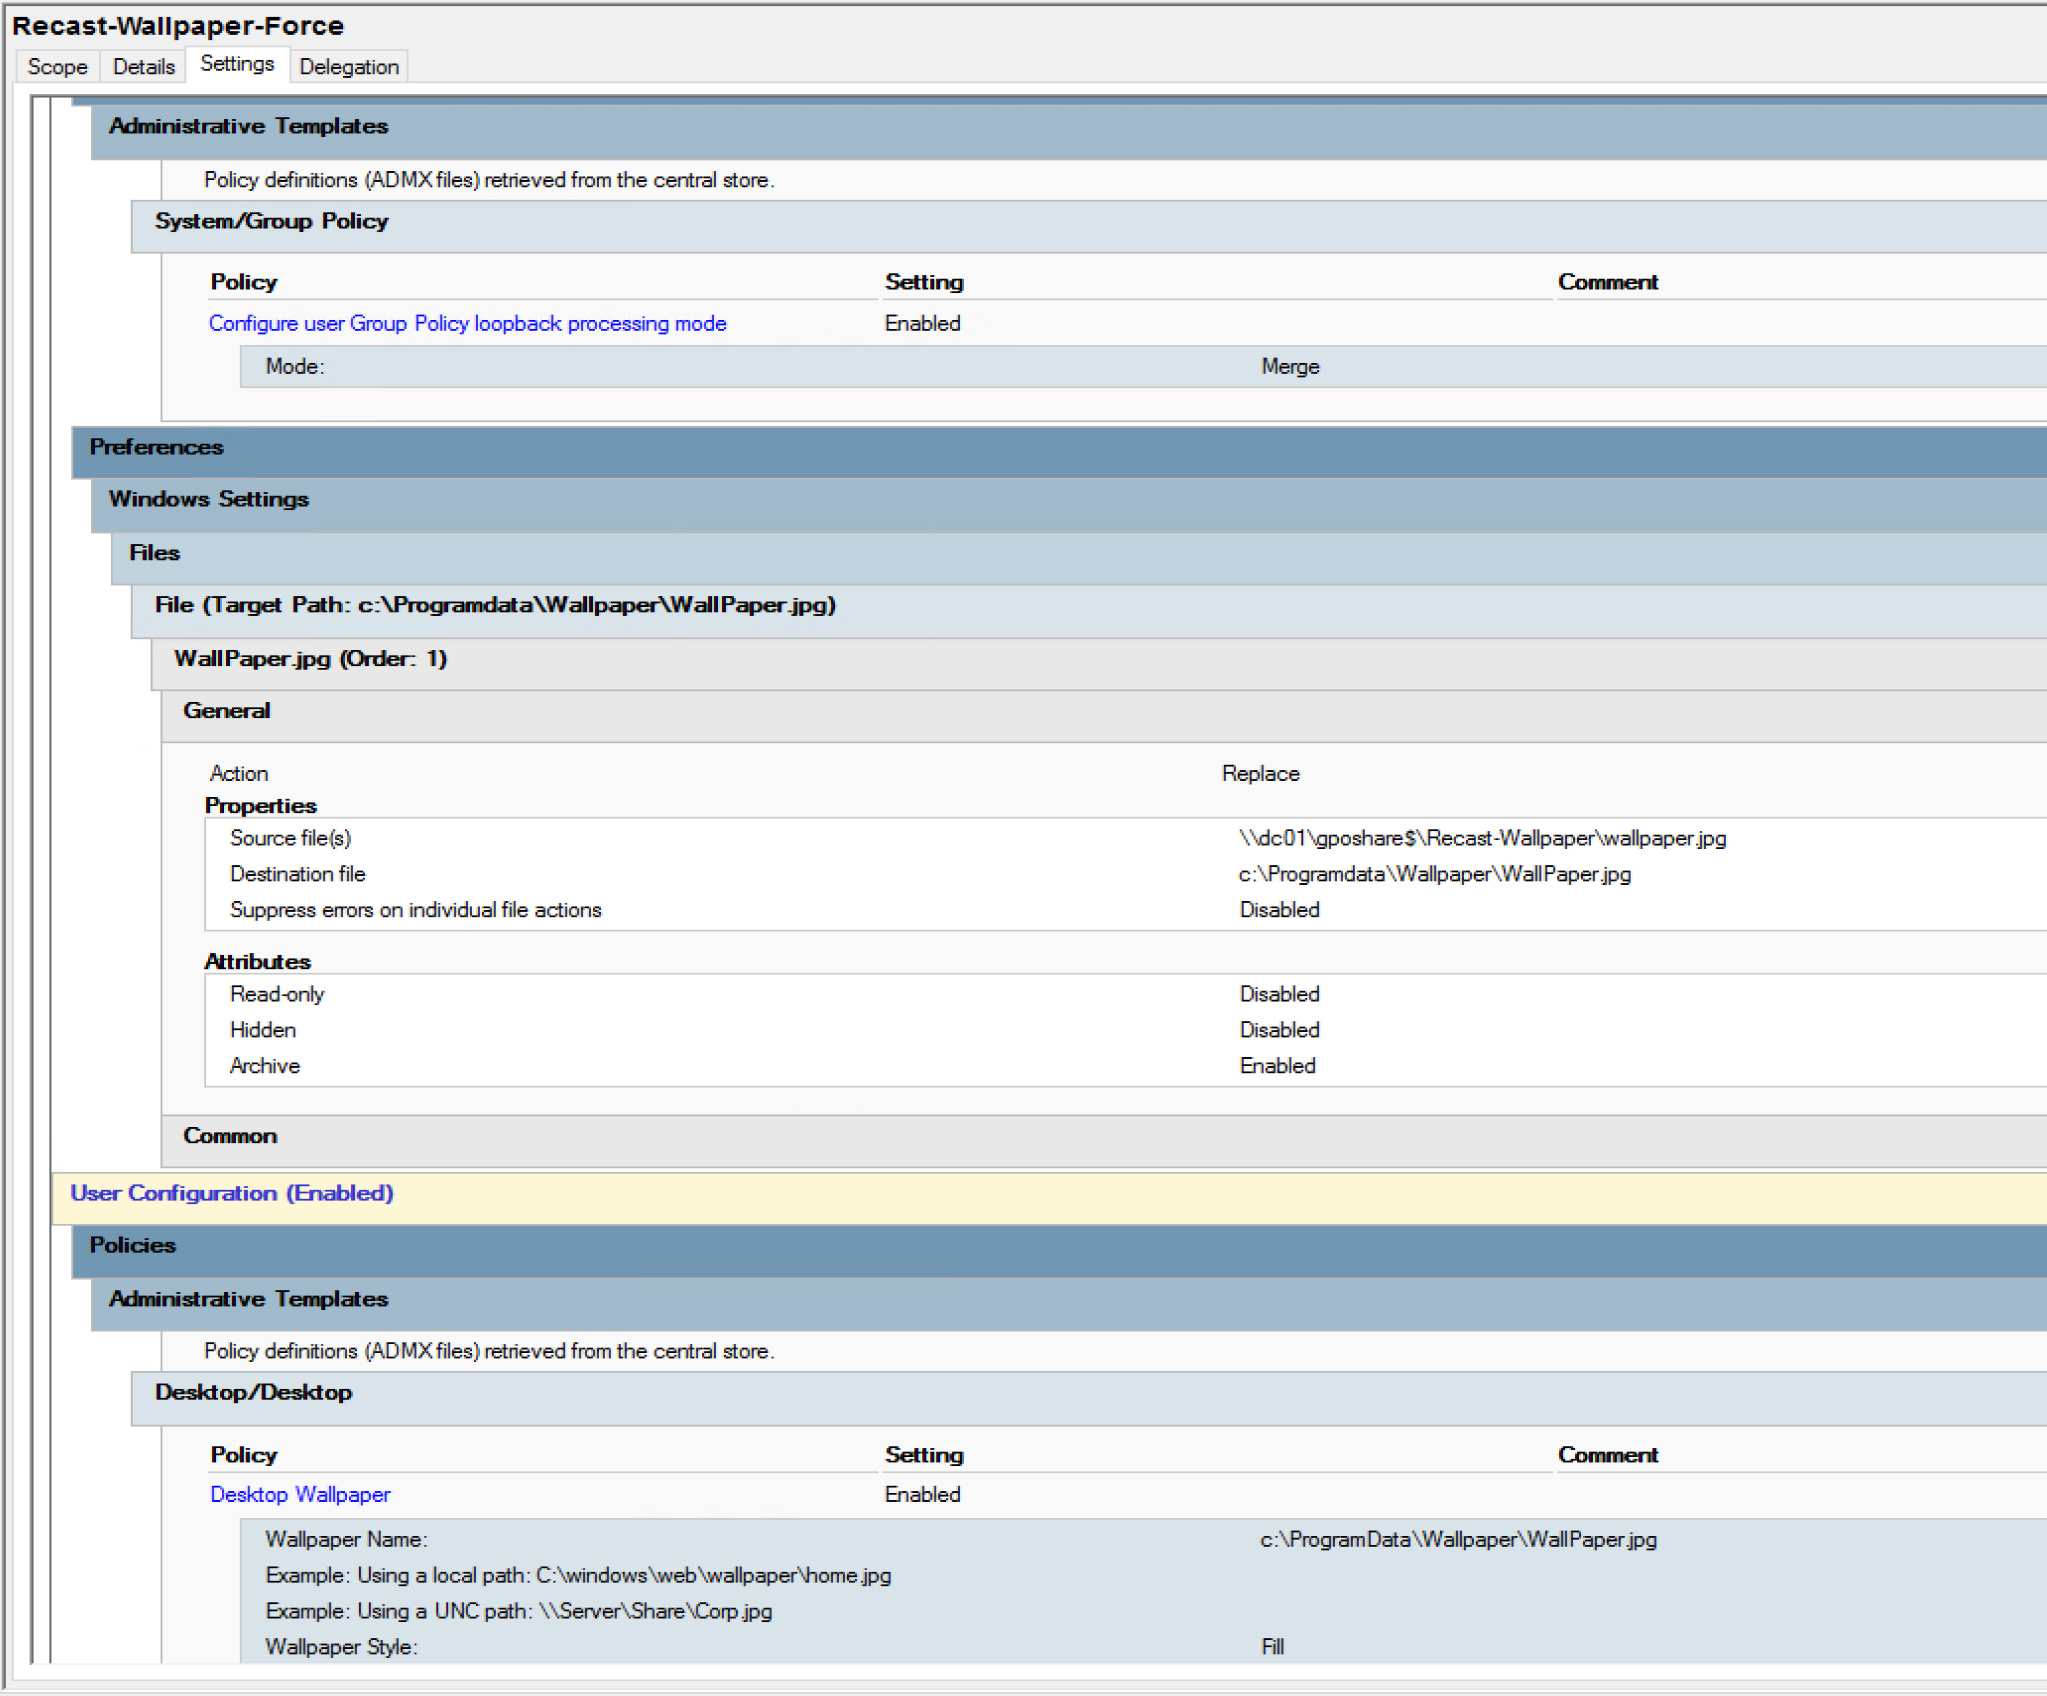 Recast-Wallpaper-Force
Scope Details Settings Delegation
Administrative Templates
Policy definitions (ADMX files) retrieved from the central store.
System/Group Policy
Policy Setting Comment
Configure user Group Policy loopback processing mode Enabled
Mode: Merge
Preferences
Windows Settings
Files
File (Target Path: c:\Programdata\Wallpaper\WallPaper.jpg)
WallPaper.jpg (Order: 1)
General
Action Replace
Properties
Source file(s) \\dc01\gposhare$\Recast-Wallpaper\wallpaper.jpg
Destination file c:\Programdata\Wallpaper\WallPaper.jpg
Suppress errors on individual file actions Disabled
Attributes
Read-only Disabled
Hidden Disabled
Archive Enabled
Common
User Configuration (Enabled)
Policies
Administrative Templates
Policy definitions (ADMX files) retrieved from the central store.
Desktop/Desktop
Policy Setting Comment
Desktop Wallpaper Enabled
Wallpaper Name: c:\ProgramData\Wallpaper\WallPaper.jpg
Example: Using a local path: C:\windows\web\wallpaper\home.jpg
Example: Using a UNC path: \\Server\Share\Corp.jpg
Wallpaper Style: Fill